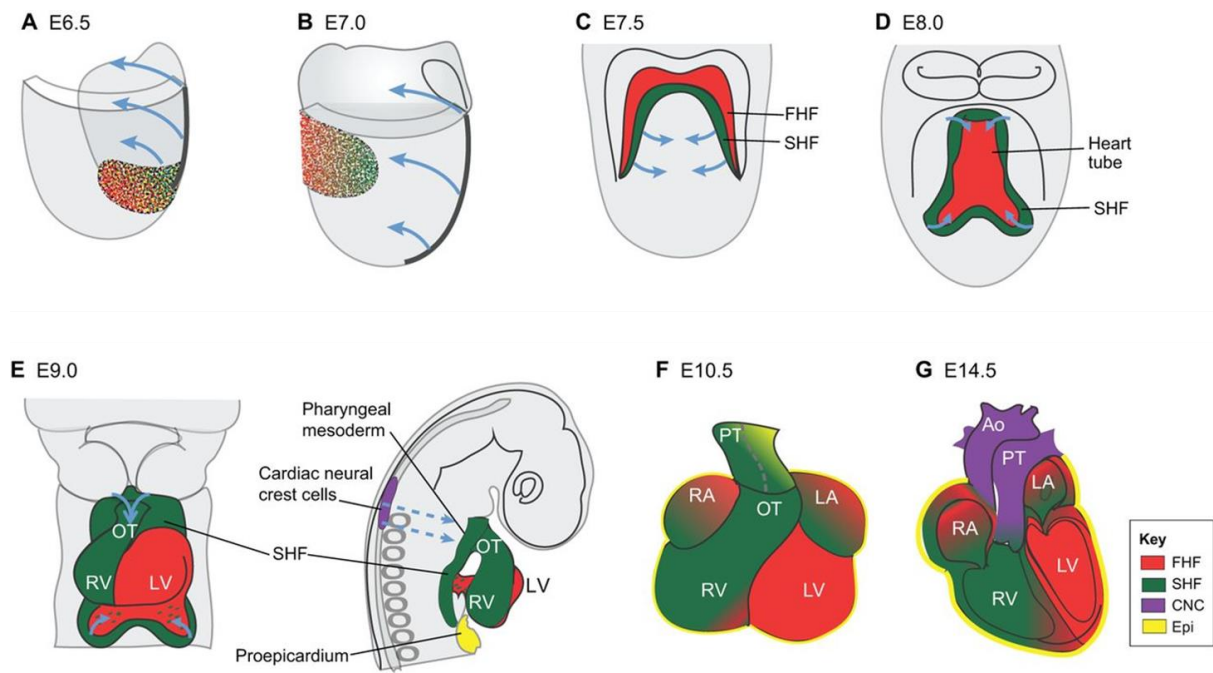 A E6.5
B E7.0
C E7.5
D E8.0
FHF
SHF
Heart
tube
SHF
E E9.0
F E10.5
G E14.5
Pharyngeal
mesoderm
Cardiac neural
crest cells
SHF
Proepicardium
OT
RV
LV
OT
RV
LV
PT
RA
OT
LA
RV
LV
Ao
PT
LA
RA
RV
LV
Key
FHF
SHF
CNC
Epi